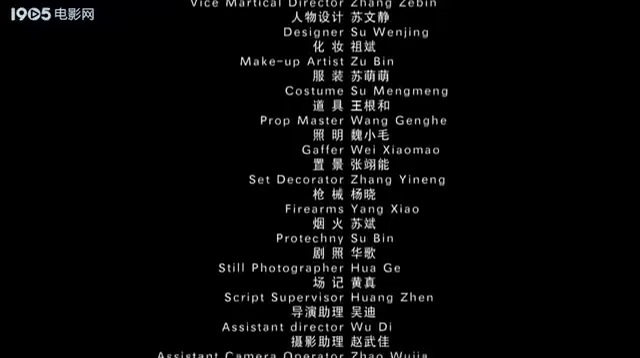 1905电影网
Vice Martical Director Zhang Zebin
人物设计 苏文静
Designer Su Wenjing
化 妆 祖斌
Make-up Artist Zu Bin
服 装 苏萌萌
Costume Su Mengmeng
道 具 王根和
Prop Master Wang Genghe
照 明 魏小毛
Gaffer Wei Xiaomao
置 景 张翊能
Set Decorator Zhang Yineng
枪 械 杨晓
Firearms Yang Xiao
烟 火 苏斌
Protechny Su Bin
剧 照 华歌
Still Photographer Hua Ge
场 记 黄真
Script Supervisor Huang Zhen
导演助理 吴迪
Assistant director Wu Di
摄影助理 赵武佳
Assistant Camera Operator Zhao Wujia